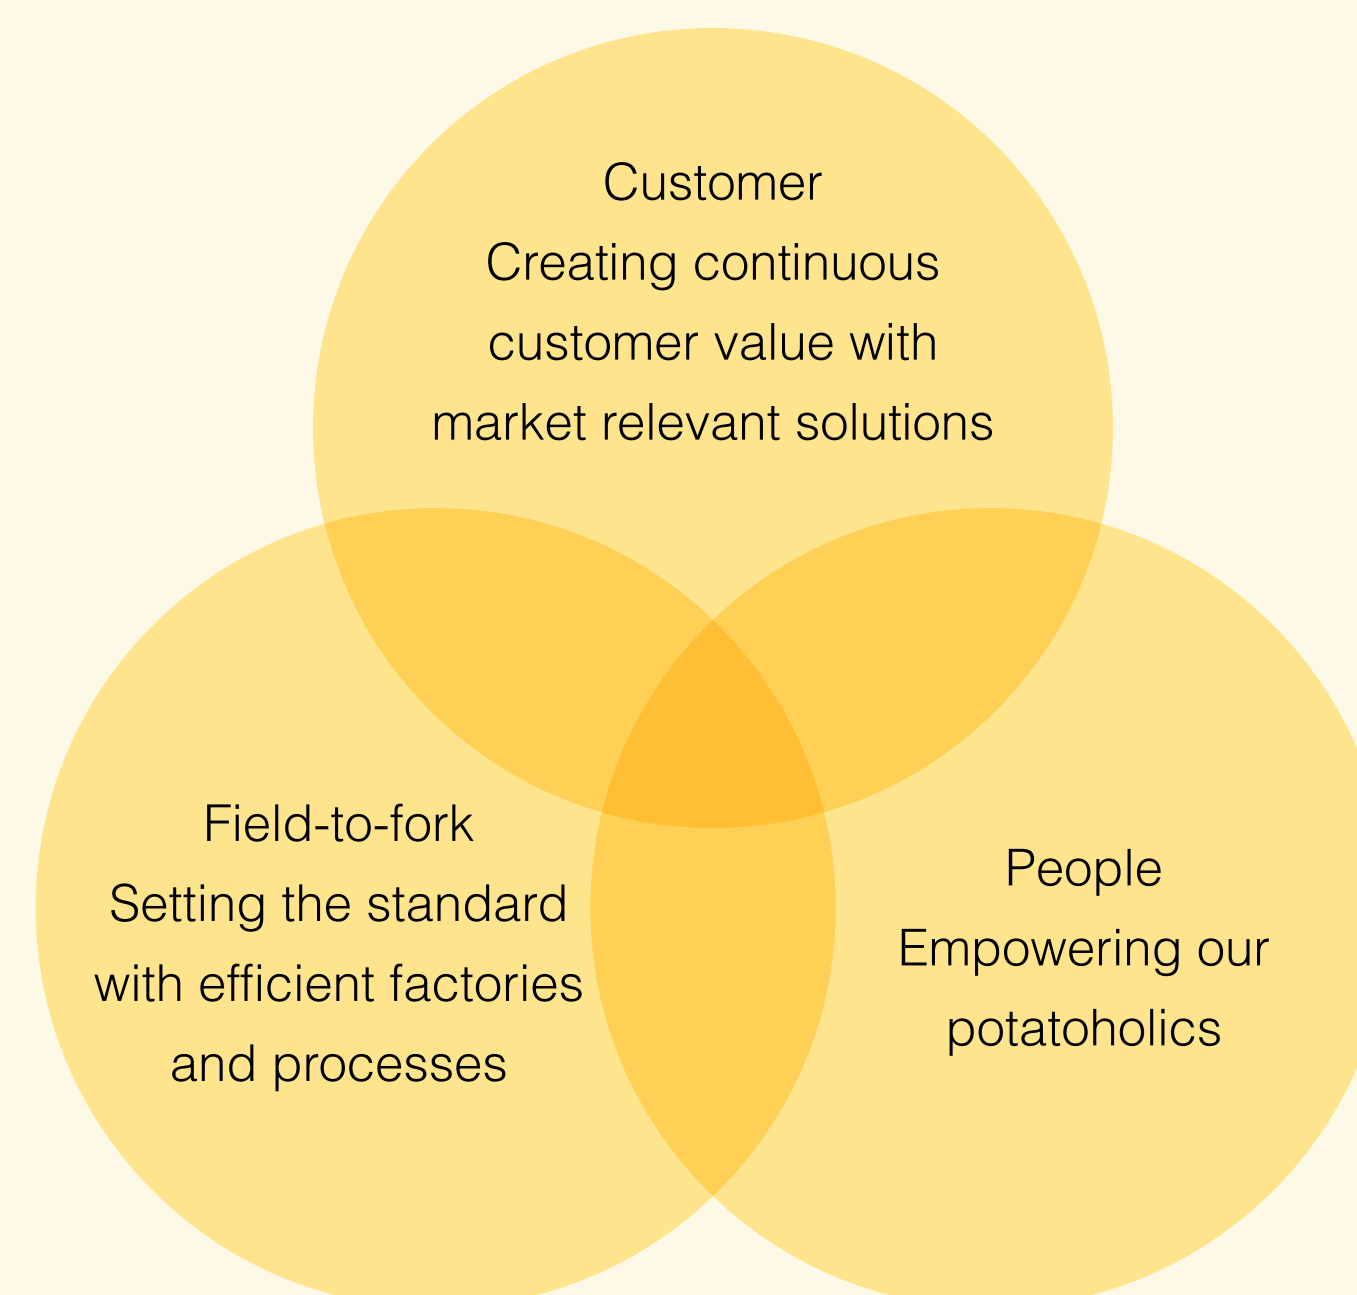 Customer
Creating continuous
customer value with
market relevant solutions
Field-to-fork
Setting the standard
with efficient factories
and processes
People
Empowering our
potatoholics